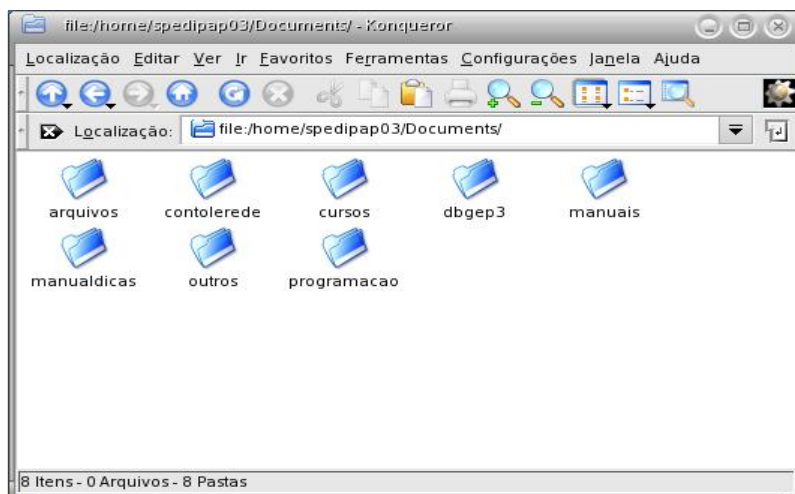 file:/home/spedipap03/Documents/ - Konqueror
Localização Editar Ver Ir Favoritos Ferramentas Configurações Janela Ajuda
Localização: file:/home/spedipap03/Documents/
arquivos contolerede cursos dbgep3 manuais
manualdicas outros programacao
8 Itens - 0 Arquivos - 8 Pastas